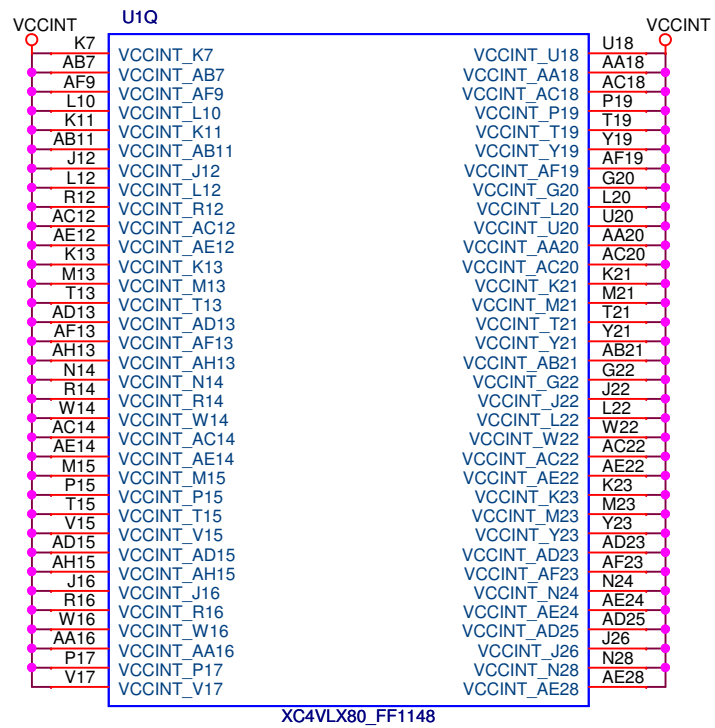 U1Q
VCCINT VCCINT
K7 VCCINT_K7 VCCINT_U18 U18
AB7 VCCINT_AB7 VCCINT_AA18 AA18
AF9 VCCINT_AF9 VCCINT_AC18 AC18
L10 VCCINT_L10 VCCINT_P19 P19
K11 VCCINT_K11 VCCINT_T19 T19
AB11 VCCINT_AB11 VCCINT_Y19 Y19
J12 VCCINT_J12 VCCINT_AF19 AF19
L12 VCCINT_L12 VCCINT_G20 G20
R12 VCCINT_R12 VCCINT_L20 L20
AC12 VCCINT_AC12 VCCINT_U20 U20
AE12 VCCINT_AE12 VCCINT_AA20 AA20
K13 VCCINT_K13 VCCINT_AC20 AC20
M13 VCCINT_M13 VCCINT_K21 K21
T13 VCCINT_T13 VCCINT_M21 M21
AD13 VCCINT_AD13 VCCINT_T21 T21
AF13 VCCINT_AF13 VCCINT_Y21 Y21
AH13 VCCINT_AH13 VCCINT_AB21 AB21
N14 VCCINT_N14 VCCINT_G22 G22
R14 VCCINT_R14 VCCINT_J22 J22
W14 VCCINT_W14 VCCINT_L22 L22
AC14 VCCINT_AC14 VCCINT_W22 W22
AE14 VCCINT_AE14 VCCINT_AC22 AC22
M15 VCCINT_M15 VCCINT_AE22 AE22
P15 VCCINT_P15 VCCINT_K23 K23
T15 VCCINT_T15 VCCINT_M23 M23
V15 VCCINT_V15 VCCINT_Y23 Y23
AD15 VCCINT_AD15 VCCINT_AD23 AD23
AH15 VCCINT_AH15 VCCINT_AF23 AF23
J16 VCCINT_J16 VCCINT_N24 N24
R16 VCCINT_R16 VCCINT_AE24 AE24
W16 VCCINT_W16 VCCINT_AD25 AD25
AA16 VCCINT_AA16 VCCINT_J26 J26
P17 VCCINT_P17 VCCINT_N28 N28
V17 VCCINT_V17 VCCINT_AE28 AE28
XC4VLX80_FF1148